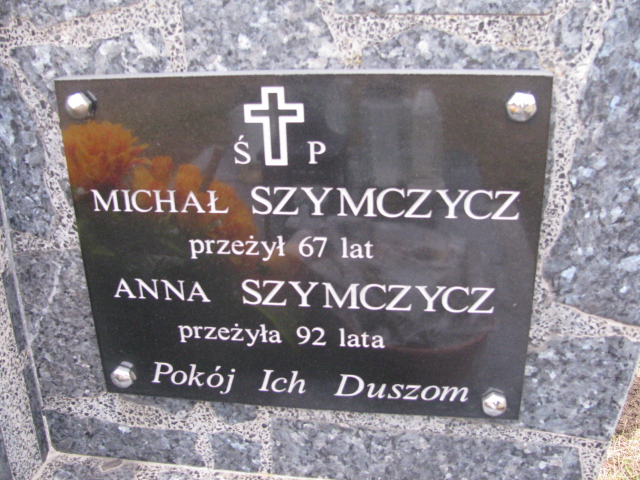 Ś P
MICHAŁ SZYMCZYCZ
przeżył 67 lat
ANNA SZYMCZYCZ
przeżyła 92 lata
Pokój Ich Duszom